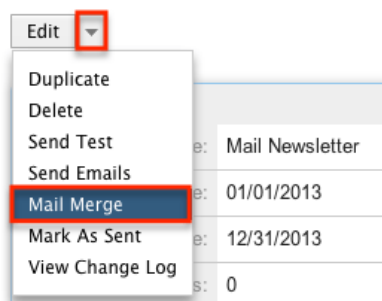 Edit
Duplicate
Delete
Send Test
Send Emails
Mail Merge
Mark As Sent
View Change Log
e: Mail Newsletter
e: 01/01/2013
e: 12/31/2013
s: 0